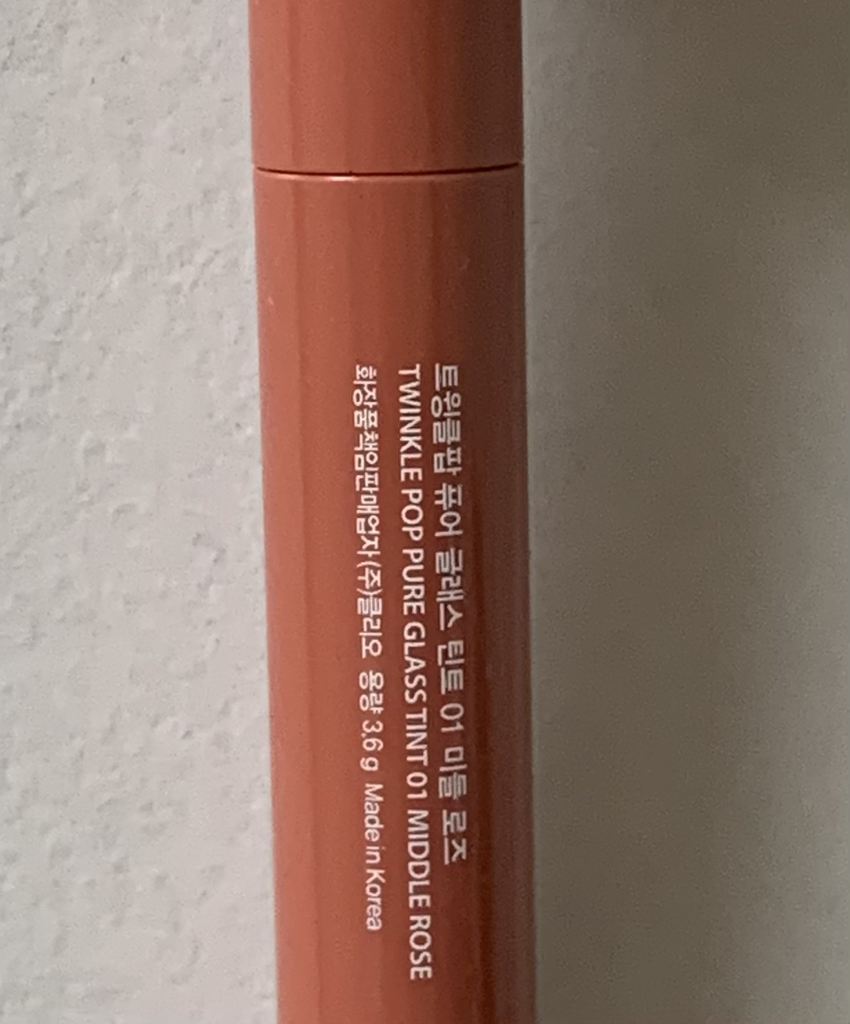 트윙클팝 퓨어 글래스 틴트 01 미들 로즈
TWINKLE POP PURE GLASS TINT 01 MIDDLE ROSE
화장품책임판매업자 (주)클리오 용량 3.6 g Made in Korea